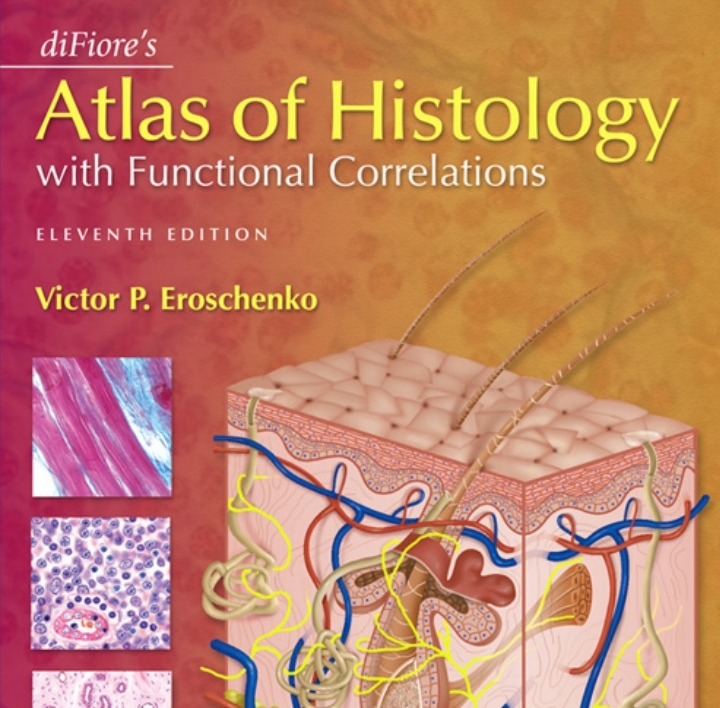 diFiore's
Atlas of Histology
with Functional Correlations
ELEVENTH EDITION
Victor P. Eroschenko